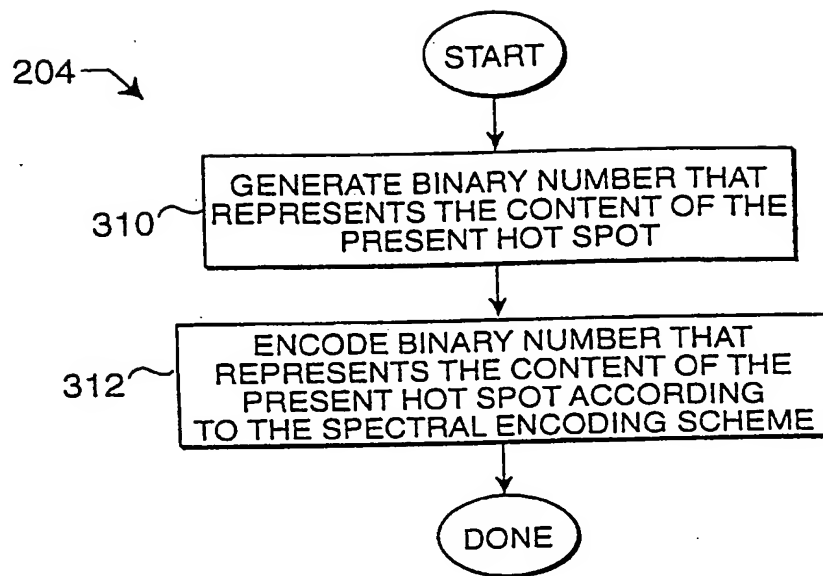 204
START
310
GENERATE BINARY NUMBER THAT
REPRESENTS THE CONTENT OF THE
PRESENT HOT SPOT.
312
ENCODE BINARY NUMBER THAT
REPRESENTS THE CONTENT OF THE
PRESENT HOT SPOT ACCORDING
TO THE SPECTRAL ENCODING SCHEME
DONE